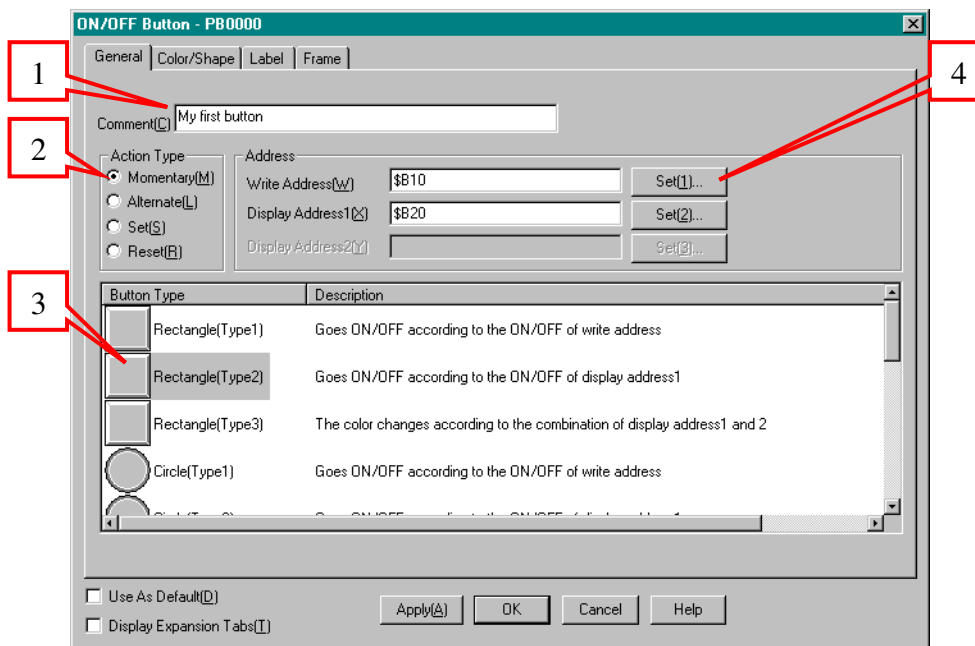 ON/OFF Button - PB0000
General Color/Shape Label Frame
1
4
Comment(C) My first button
2
Action Type
Momentary(M)
Alternate(L)
Set(S)
Reset(R)
Address
Write Address(W) $B10 Set(1)...
Display Address1(X) $B20 Set(2)...
Display Address2(Y) Set(3)...
3
Button Type Description
Rectangle(Type1) Goes ON/OFF according to the ON/OFF of write address
Rectangle(Type2) Goes ON/OFF according to the ON/OFF of display address1
Rectangle(Type3) The color changes according to the combination of display address1 and 2
Circle(Type1) Goes ON/OFF according to the ON/OFF of write address
Use As Default(D)
Display Expansion Tabs(T)
Apply(A) OK Cancel Help